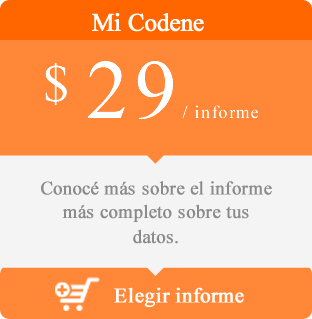 Mi Codene
$ 29 / informe
Conocé más sobre el informe
más completo sobre tus
datos.
Elegir informe